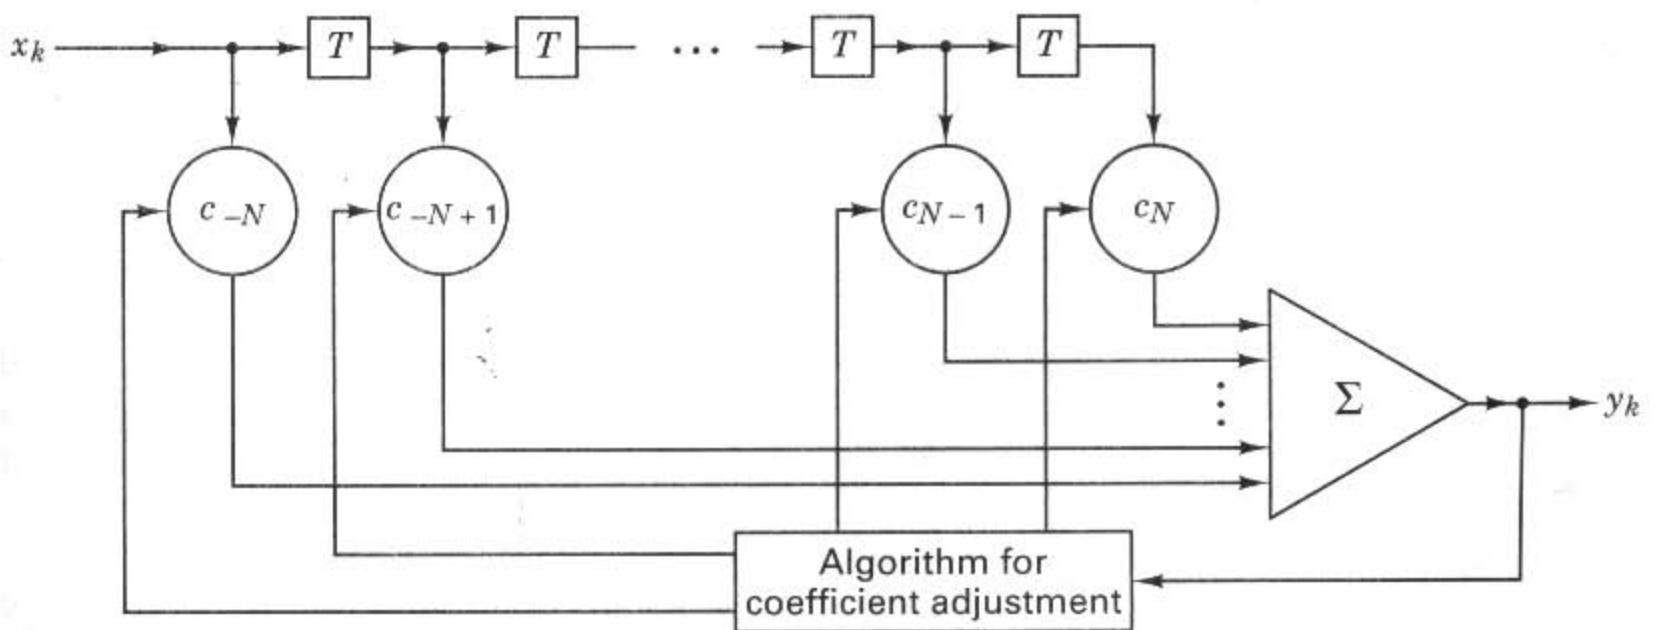 x_k T T ... T T
c_{-N} c_{-N+1} c_{N-1} c_N
Σ y_k
Algorithm for
coefficient adjustment